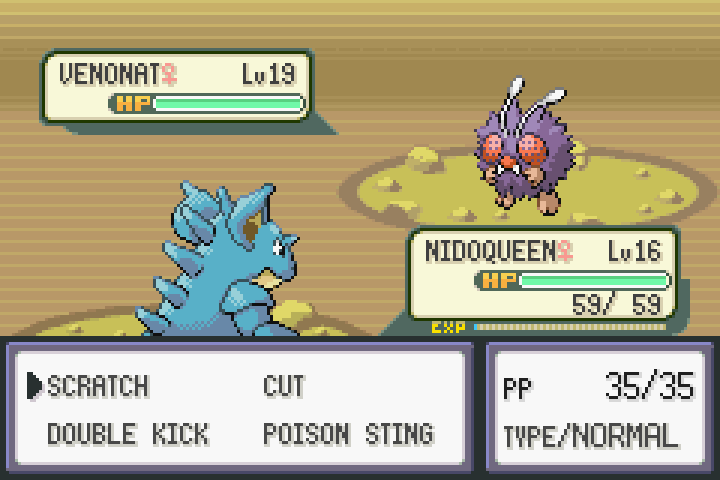 VENONAT♀ Lv19
HP
NIDOQUEEN♀ Lv16
HP
59/ 59
EXP
SCRATCH CUT
DOUBLE KICK POISON STING
PP 35/35
TYPE/NORMAL